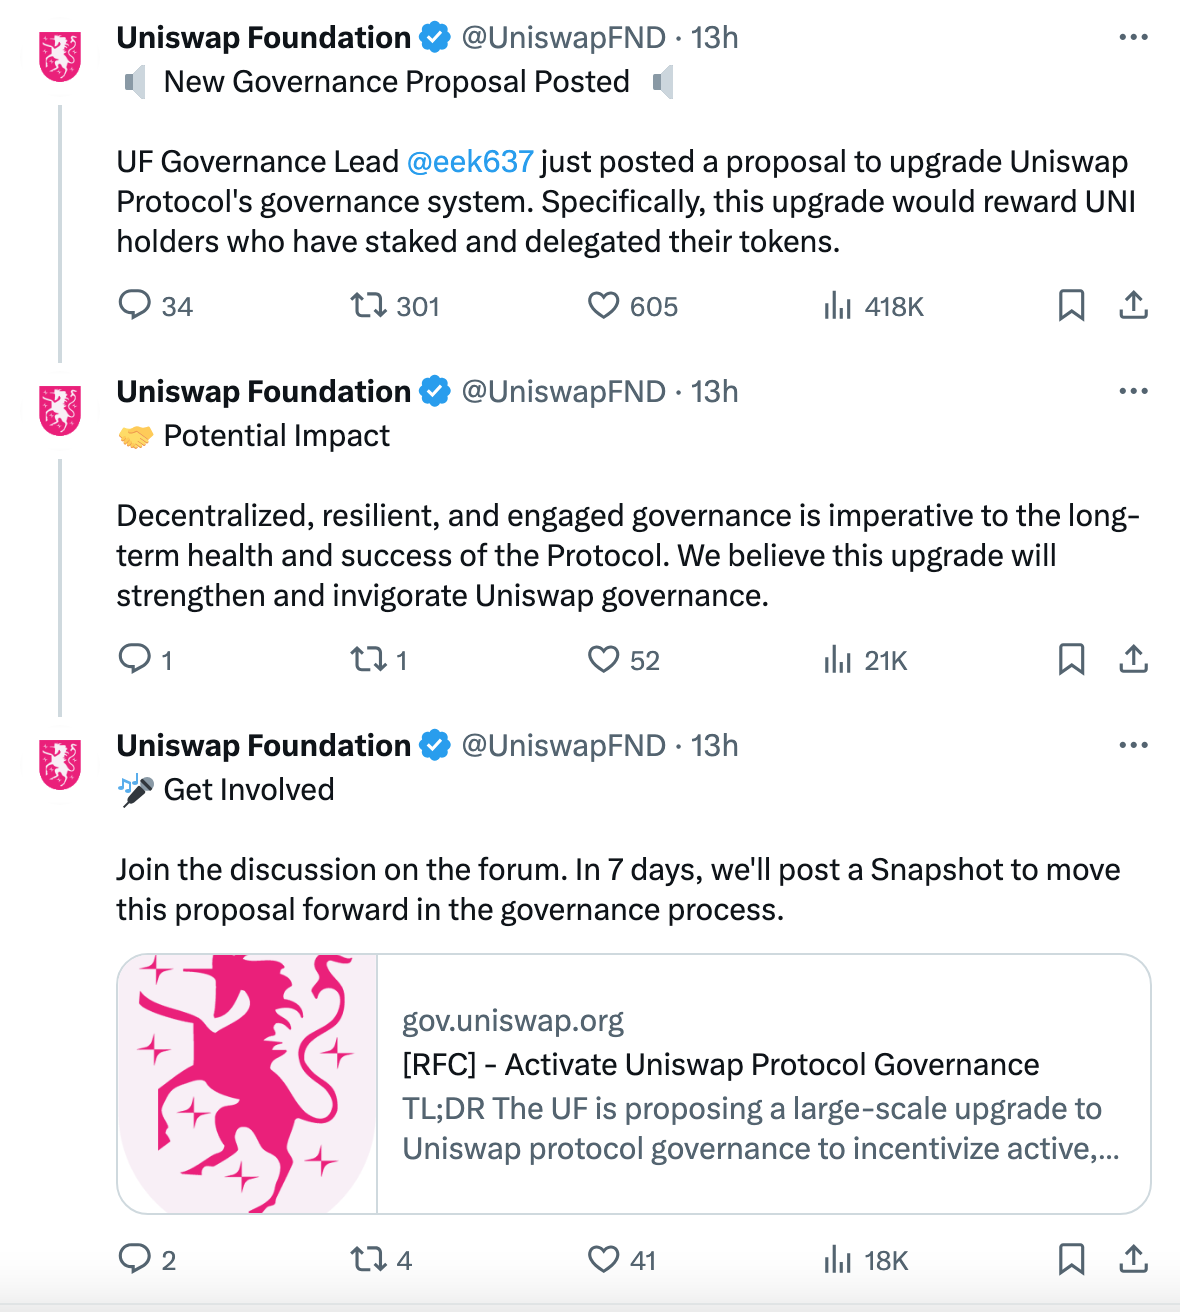 Uniswap Foundation @UniswapFND · 13h
New Governance Proposal Posted
UF Governance Lead @eek637 just posted a proposal to upgrade Uniswap
Protocol's governance system. Specifically, this upgrade would reward UNI
holders who have staked and delegated their tokens.
34 301 605 418K
Uniswap Foundation @UniswapFND · 13h
Potential Impact
Decentralized, resilient, and engaged governance is imperative to the long-
term health and success of the Protocol. We believe this upgrade will
strengthen and invigorate Uniswap governance.
1 1 52 21K
Uniswap Foundation @UniswapFND · 13h
Get Involved
Join the discussion on the forum. In 7 days, we'll post a Snapshot to move
this proposal forward in the governance process.
gov.uniswap.org
[RFC] - Activate Uniswap Protocol Governance
TL;DR The UF is proposing a large-scale upgrade to
Uniswap protocol governance to incentivize active,...
2 4 41 18K